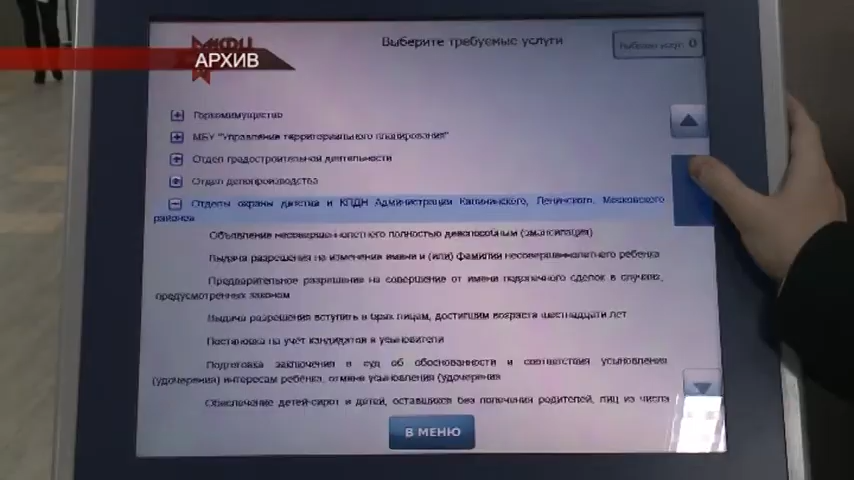 МФЦ
АРХИВ
Выберите требуемые услуги
Выбрано услуг 0
Горкомимущество
МБУ "Управление территориального планирования"
Отдел градостроительной деятельности
Отдел делопроизводства
Отделы охраны детства и КПДН Администрации Калининского, Ленинского, Московского
районов
Объявление несовершеннолетнего полностью дееспособным (эмансипация)
Выдача разрешения на изменение имени и (или) фамилии несовершеннолетнего ребенка
Предварительное разрешение на совершение от имени подопечного сделок в случаях,
предусмотренных законом
Выдача разрешения вступить в брак лицам, достигшим возраста шестнадцати лет
Постановка на учет кандидатов в усыновители
Подготовка заключения в суд об обоснованности и соответствия усыновления
(удочерения) интересам ребенка, отмене усыновления (удочерения
Обеспечение детей-сирот и детей, оставшихся без попечения родителей, лиц из числа
В МЕНЮ